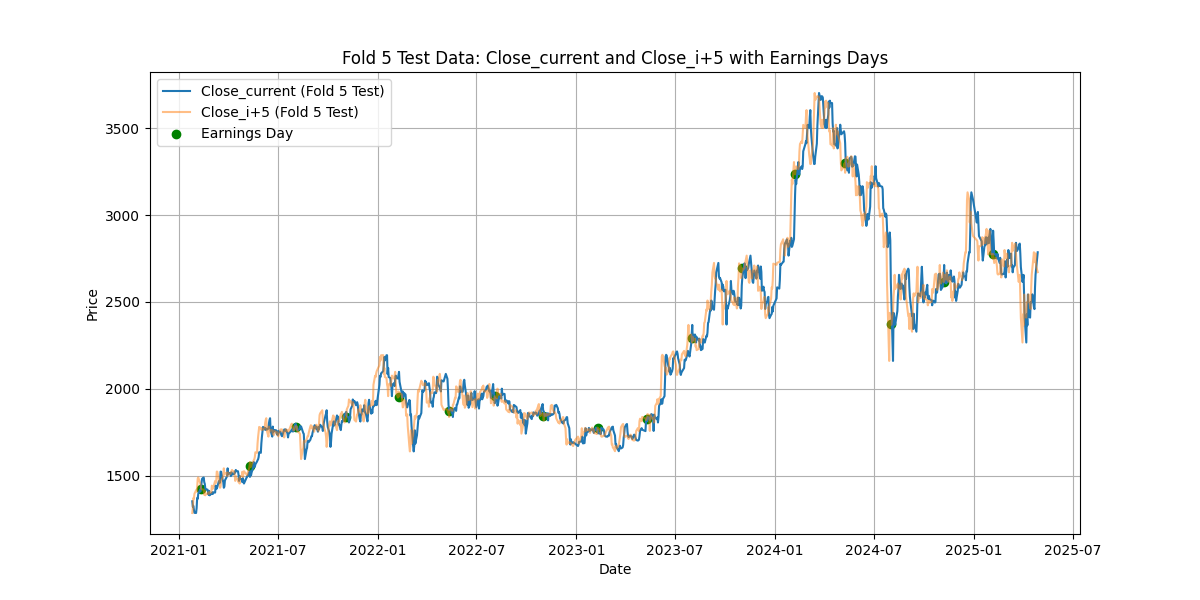 Fold 5 Test Data: Close_current and Close_i+5 with Earnings Days
Close_current (Fold 5 Test)
Close_i+5 (Fold 5 Test)
Earnings Day
Price
3500
3000
2500
2000
1500
2021-01 2021-07 2022-01 2022-07 2023-01 2023-07 2024-01 2024-07 2025-01 2025-07
Date